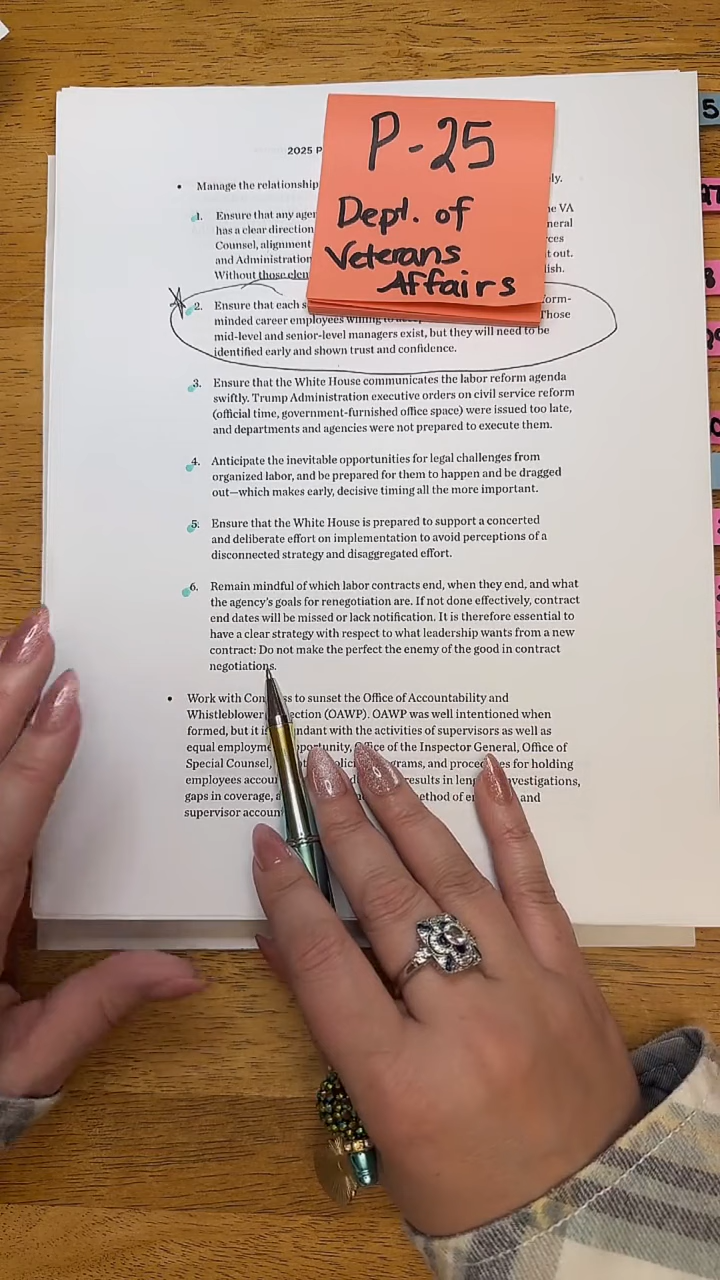 5
P-25
Dept. of
Veterans
Affairs
2025 P
• Manage the relationship ly.
1. Ensure that any age e VA
has a clear direction neral
Counsel, alignment ces
and Administration t out.
Without those elem lish.
2. Ensure that each s form-
minded career employees willing to Those
mid-level and senior-level managers exist, but they will need to be
identified early and shown trust and confidence.
3. Ensure that the White House communicates the labor reform agenda
swiftly. Trump Administration executive orders on civil service reform
(official time, government-furnished office space) were issued too late,
and departments and agencies were not prepared to execute them.
4. Anticipate the inevitable opportunities for legal challenges from
organized labor, and be prepared for them to happen and be dragged
out—which makes early, decisive timing all the more important.
5. Ensure that the White House is prepared to support a concerted
and deliberate effort on implementation to avoid perceptions of a
disconnected strategy and disaggregated effort.
6. Remain mindful of which labor contracts end, when they end, and what
the agency's goals for renegotiation are. If not done effectively, contract
end dates will be missed or lack notification. It is therefore essential to
have a clear strategy with respect to what leadership wants from a new
contract: Do not make the perfect the enemy of the good in contract
negotiations.
• Work with Con ss to sunset the Office of Accountability and
Whistleblower ection (OAWP). OAWP was well intentioned when
formed, but it i ndant with the activities of supervisors as well as
equal employme portunity, Office of the Inspector General, Office of
Special Counsel, olici grams, and proce es for holding
employees accou results in leng vestigations,
gaps in coverage, a ethod of e and
supervisor accoun